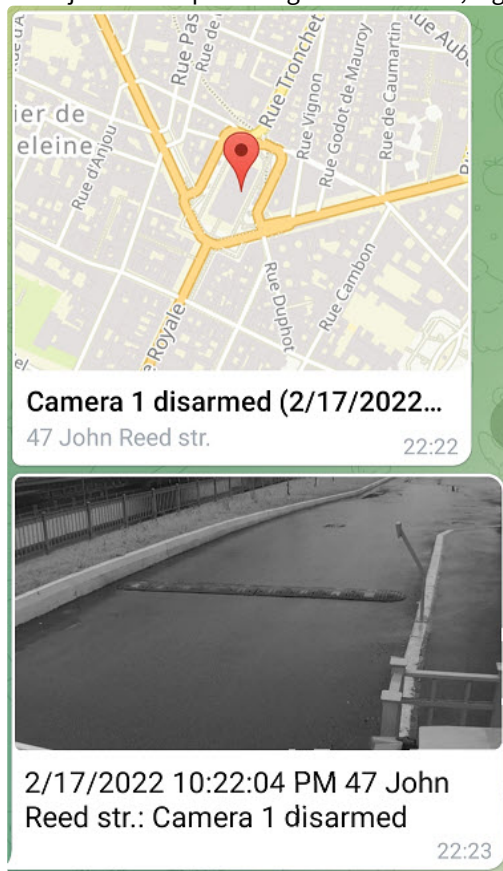 Rue Pas
Rue de
Rue Tronchet
Rue Vignon
Rue Godot de Mauroy
Rue de Caumartin
ue Aub
ier de
eleine
Rue d'Anjou
Rue Duphot
Rue Cambon
e Royale
Camera 1 disarmed (2/17/2022...
47 John Reed str.
22:22
2/17/2022 10:22:04 PM 47 John
Reed str.: Camera 1 disarmed
22:23